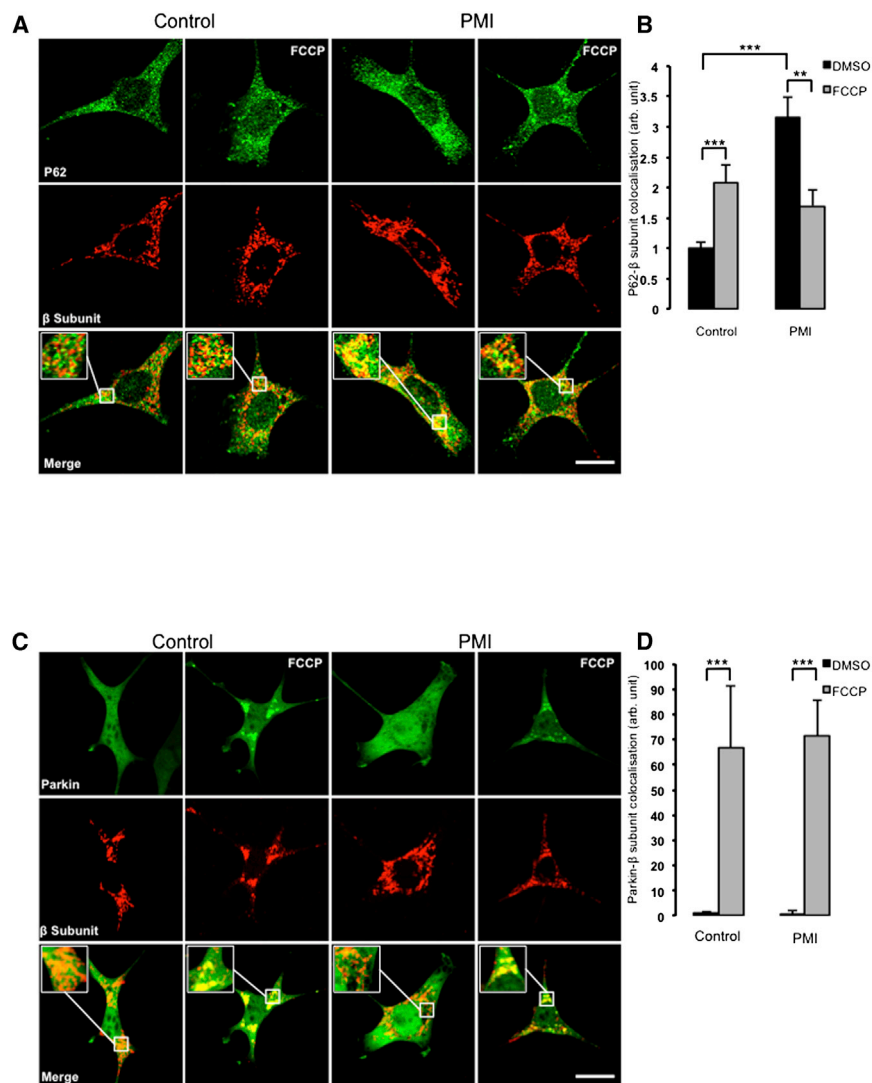 A
Control
PMI
FCCP
FCCP
P62
β Subunit
Merge
B
P62-β subunit colocalisation (arb. unit)
4
3.5
3
2.5
2
1.5
1
0.5
0
***
***
**
DMSO
FCCP
Control
PMI
C
Control
PMI
FCCP
FCCP
Parkin
β Subunit
Merge
D
Parkin-β subunit colocalisation (arb. unit)
100
90
80
70
60
50
40
30
20
10
0
***
***
DMSO
FCCP
Control
PMI